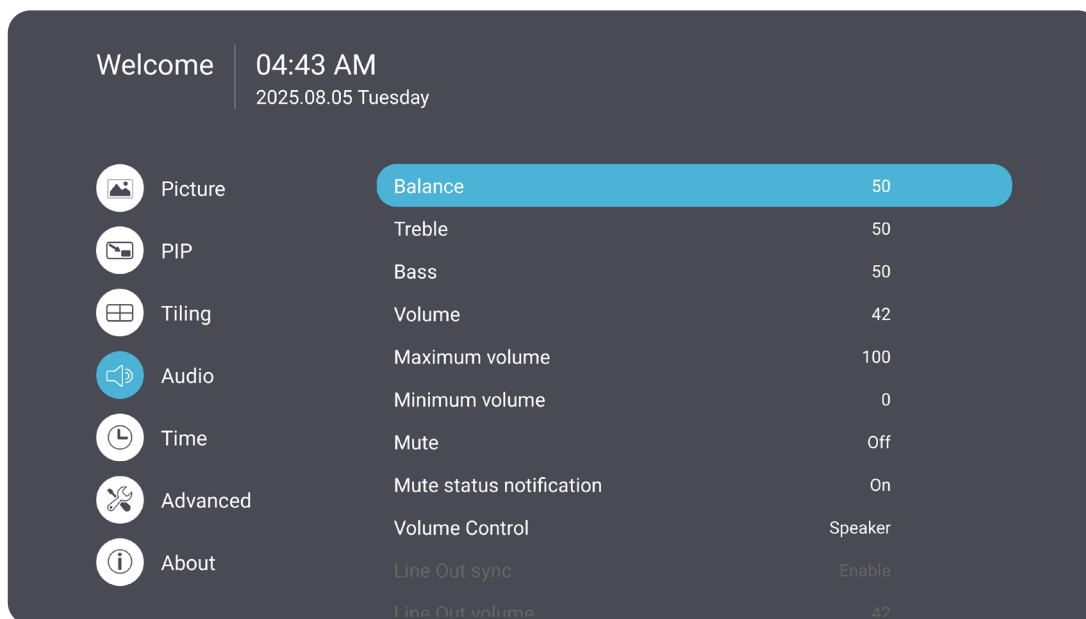 Welcome
04:43 AM
2025.08.05 Tuesday
Picture
PIP
Tiling
Audio
Time
Advanced
About
Balance 50
Treble 50
Bass 50
Volume 42
Maximum volume 100
Minimum volume 0
Mute Off
Mute status notification On
Volume Control Speaker
Line Out sync Enable
Line Out volume 42